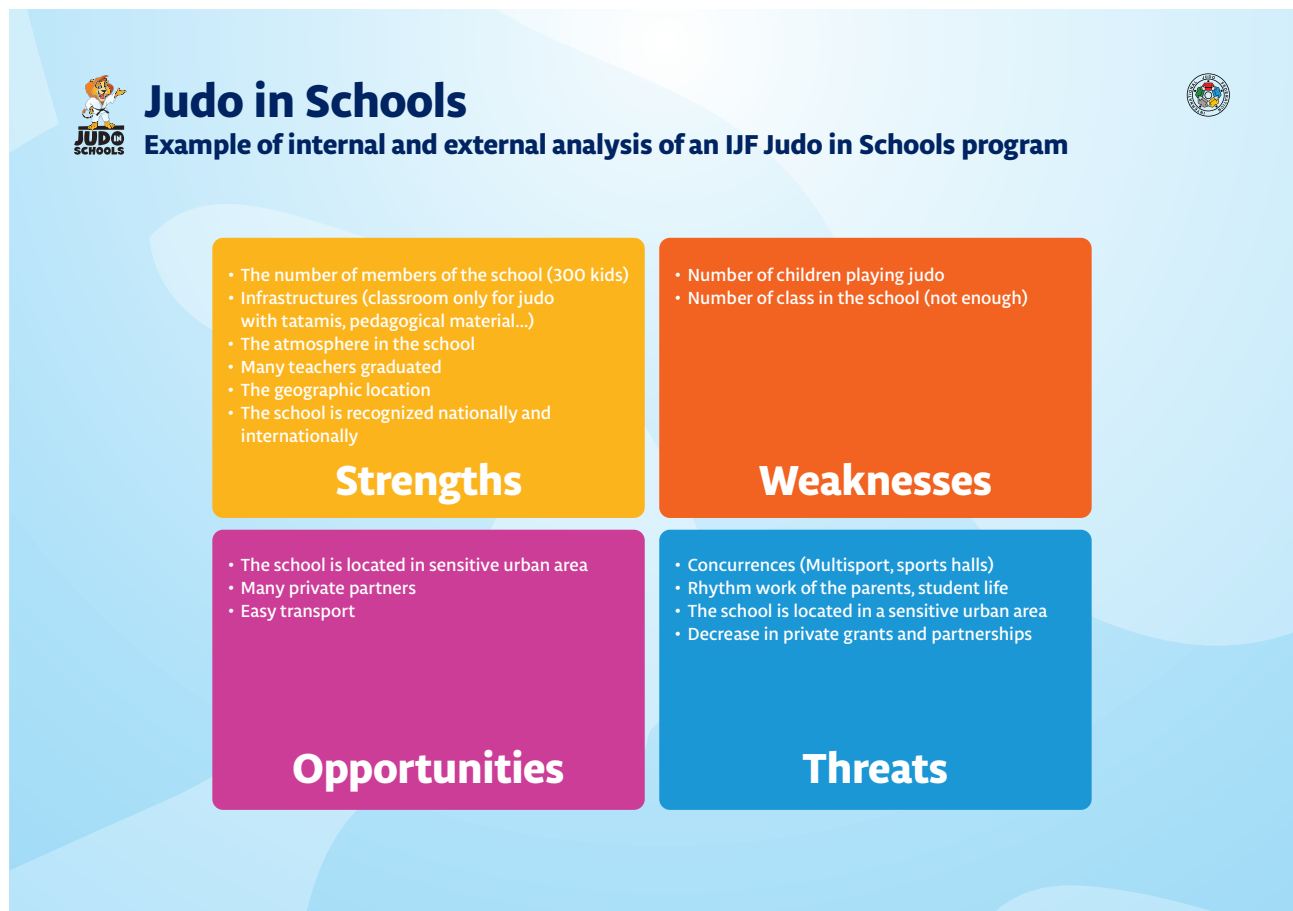 JUDO IN
SCHOOLS
Judo in Schools
Example of internal and external analysis of an IJF Judo in Schools program
INTERNATIONAL JUDO FEDERATION
• The number of members of the school (300 kids)
• Infrastructures (classroom only for judo
with tatamis, pedagogical material...)
• The atmosphere in the school
• Many teachers graduated
• The geographic location
• The school is recognized nationally and
internationally
Strengths
• Number of children playing judo
• Number of class in the school (not enough)
Weaknesses
• The school is located in sensitive urban area
• Many private partners
• Easy transport
Opportunities
• Concurrences (Multisport, sports halls)
• Rhythm work of the parents, student life
• The school is located in a sensitive urban area
• Decrease in private grants and partnerships
Threats